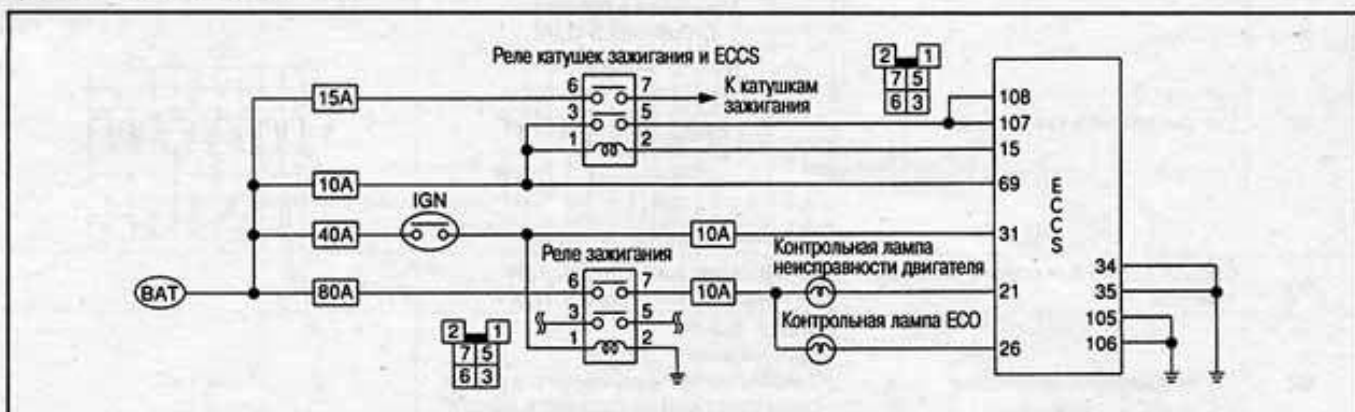 Реле катушек зажигания и ECCS
2 1
7 5
6 3
6 7
К катушкам
зажигания
15A
108
3 5
107
1 2
15
10A
69
IGN
40A
10A
31
ECCS
Реле зажигания
Контрольная лампа
неисправности двигателя
34
6 7
BAT
80A
10A
21
35
3 5
Контрольная лампа ECO
105
2 1
7 5
6 3
1 2
26
106